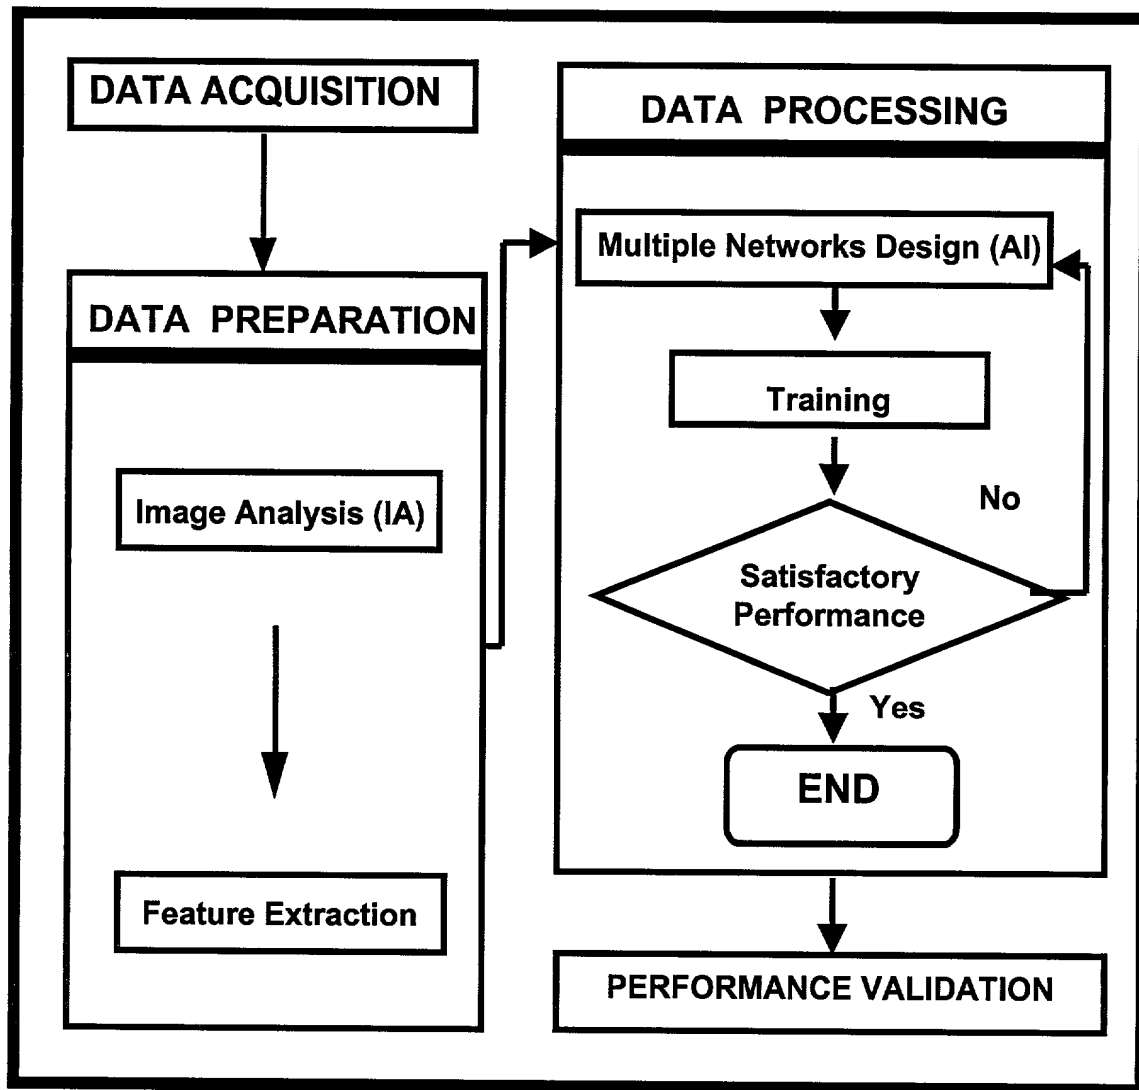 DATA ACQUISITION
DATA PREPARATION
Image Analysis (IA)
Feature Extraction
DATA PROCESSING
Multiple Networks Design (AI)
Training
Satisfactory
Performance
No
Yes
END
PERFORMANCE VALIDATION